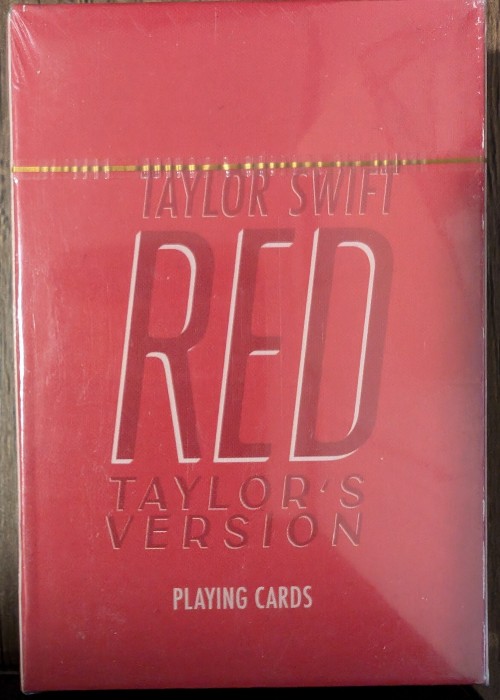 TAYLOR SWIFT
RED
TAYLOR'S
VERSION
PLAYING CARDS